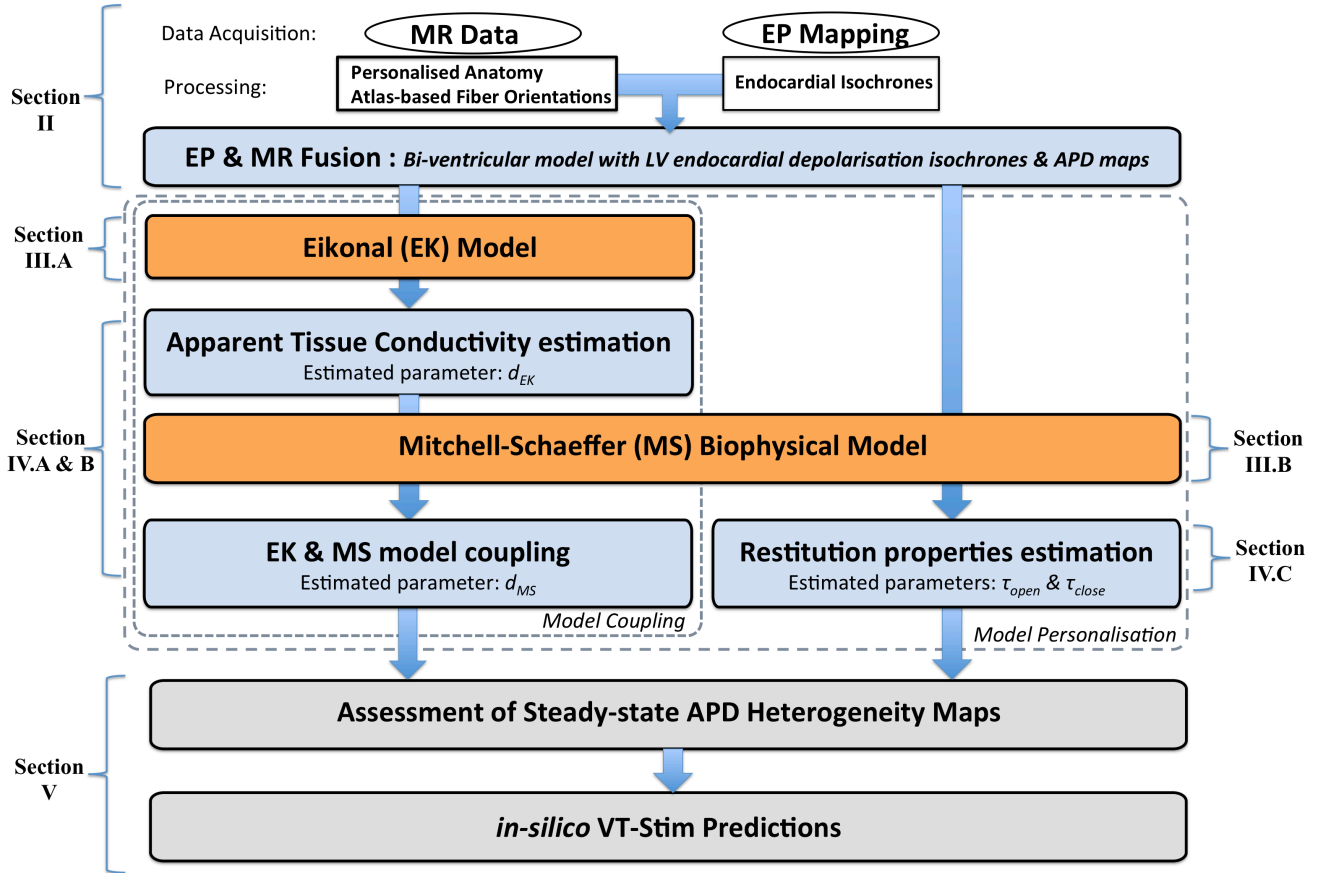 Data Acquisition:
MR Data
EP Mapping
Processing:
Personalised Anatomy
Atlas-based Fiber Orientations
Endocardial Isochrones
Section
II
EP & MR Fusion : Bi-ventricular model with LV endocardial depolarisation isochrones & APD maps
Section
III.A
Eikonal (EK) Model
Apparent Tissue Conductivity estimation
Estimated parameter: d_EK
Section
IV.A & B
Mitchell-Schaeffer (MS) Biophysical Model
Section
III.B
EK & MS model coupling
Estimated parameter: d_MS
Restitution properties estimation
Estimated parameters: τ_open & τ_close
Section
IV.C
Model Coupling
Model Personalisation
Assessment of Steady-state APD Heterogeneity Maps
Section
V
in-silico VT-Stim Predictions